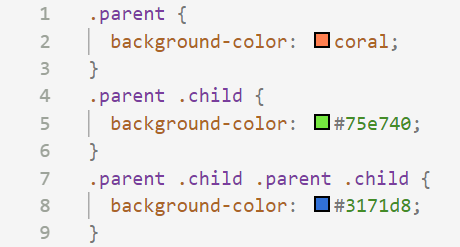 1 .parent {
2 background-color: coral;
3 }
4 .parent .child {
5 background-color: #75e740;
6 }
7 .parent .child .parent .child {
8 background-color: #3171d8;
9 }